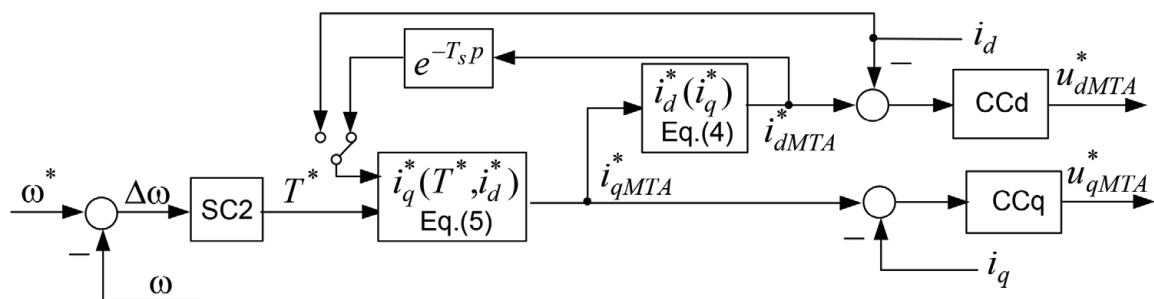 i_d
e^{-T_s p}
−
i_d^*(i_q^*)
Eq.(4)
CCd
u_{dMTA}^*
i_{dMTA}^*
ω*
Δω
SC2
T^*
i_q^*(T^*,i_d^*)
Eq.(5)
i_{qMTA}^*
CCq
u_{qMTA}^*
−
ω
−
i_q